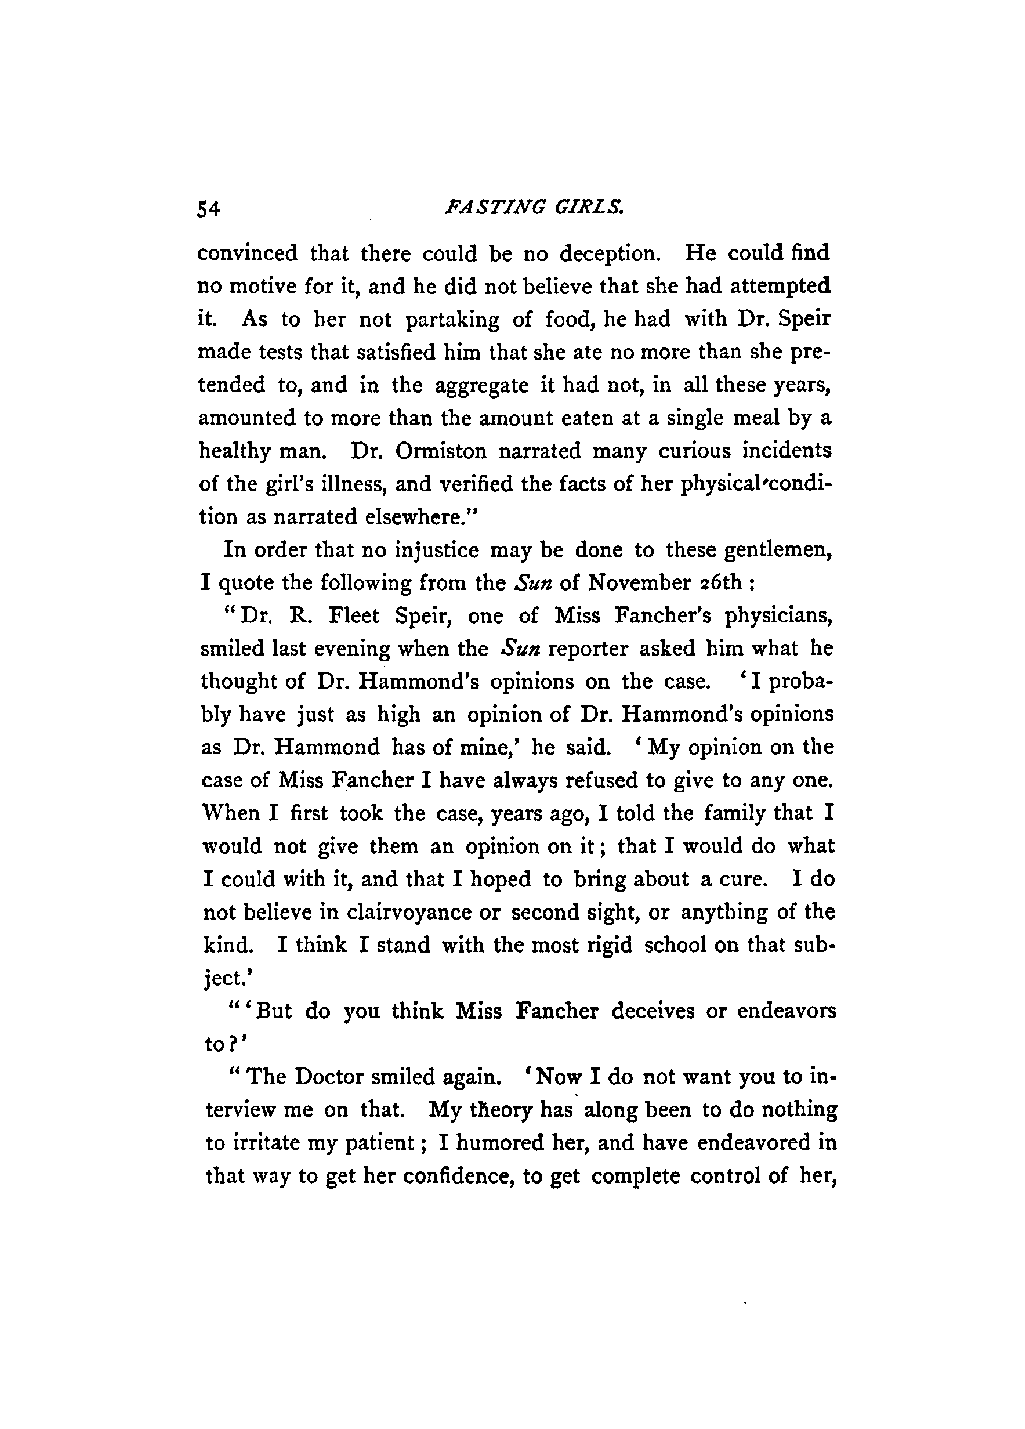 54 FASTING GIRLS.
convinced that there could be no deception. He could find
no motive for it, and he did not believe that she had attempted
it. As to her not partaking of food, he had with Dr. Speir
made tests that satisfied him that she ate no more than she pre-
tended to, and in the aggregate it had not, in all these years,
amounted to more than the amount eaten at a single meal by a
healthy man. Dr. Ormiston narrated many curious incidents
of the girl's illness, and verified the facts of her physical condi-
tion as narrated elsewhere."
In order that no injustice may be done to these gentlemen,
I quote the following from the Sun of November 26th :
"Dr. R. Fleet Speir, one of Miss Fancher's physicians,
smiled last evening when the Sun reporter asked him what he
thought of Dr. Hammond's opinions on the case. 'I proba-
bly have just as high an opinion of Dr. Hammond's opinions
as Dr. Hammond has of mine,' he said. 'My opinion on the
case of Miss Fancher I have always refused to give to any one.
When I first took the case, years ago, I told the family that I
would not give them an opinion on it ; that I would do what
I could with it, and that I hoped to bring about a cure. I do
not believe in clairvoyance or second sight, or anything of the
kind. I think I stand with the most rigid school on that sub-
ject.'
"'But do you think Miss Fancher deceives or endeavors
to?'
"The Doctor smiled again. 'Now I do not want you to in-
terview me on that. My theory has along been to do nothing
to irritate my patient ; I humored her, and have endeavored in
that way to get her confidence, to get complete control of her,